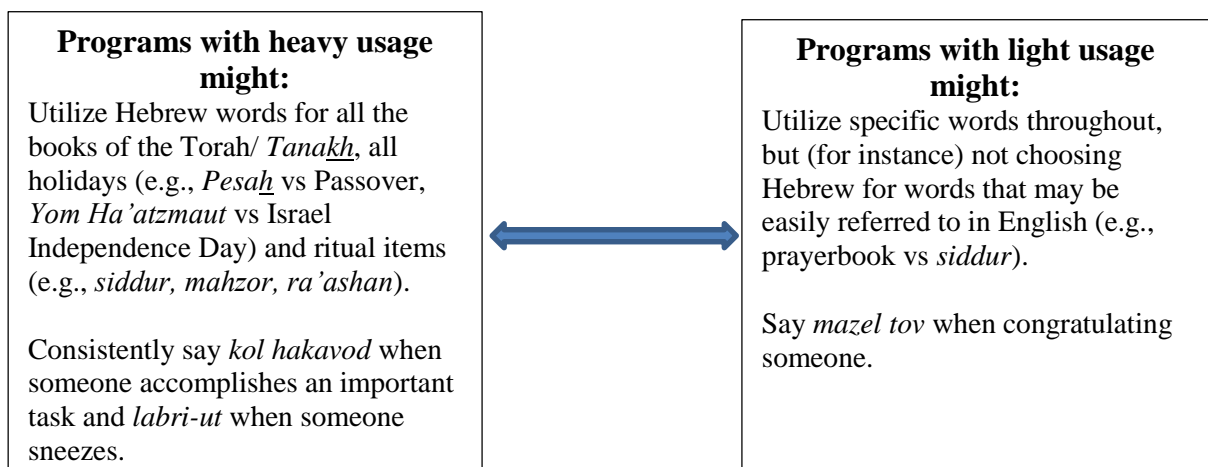 Programs with heavy usage
might:
Utilize Hebrew words for all the
books of the Torah/ Tanakh, all
holidays (e.g., Pesah vs Passover,
Yom Ha’atzmaut vs Israel
Independence Day) and ritual items
(e.g., siddur, mahzor, ra’ashan).
Consistently say kol hakavod when
someone accomplishes an important
task and labri-ut when someone
sneezes.
Programs with light usage
might:
Utilize specific words throughout,
but (for instance) not choosing
Hebrew for words that may be
easily referred to in English (e.g.,
prayerbook vs siddur).
Say mazel tov when congratulating
someone.